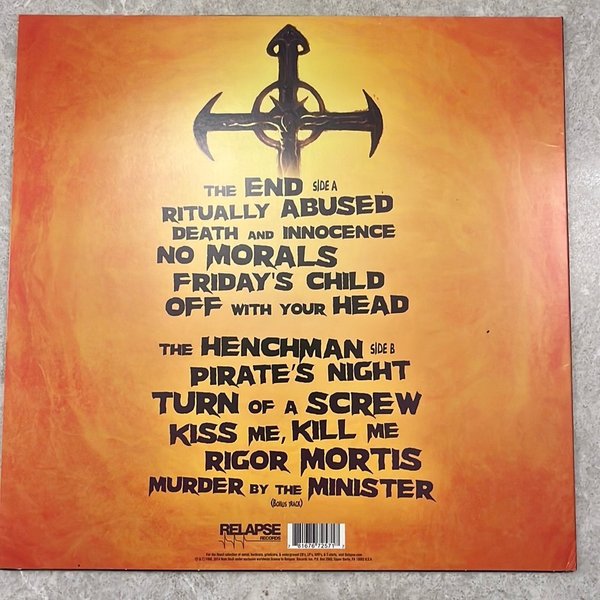 THE END SIDE A
RITUALLY ABUSED
DEATH AND INNOCENCE
NO MORALS
FRIDAY'S CHILD
OFF WITH YOUR HEAD
THE HENCHMAN SIDE B
PIRATE'S NIGHT
TURN OF A SCREW
KISS ME, KILL ME
RIGOR MORTIS
MURDER BY THE MINISTER
(BONUS TRACK)
RELAPSE
RECORDS